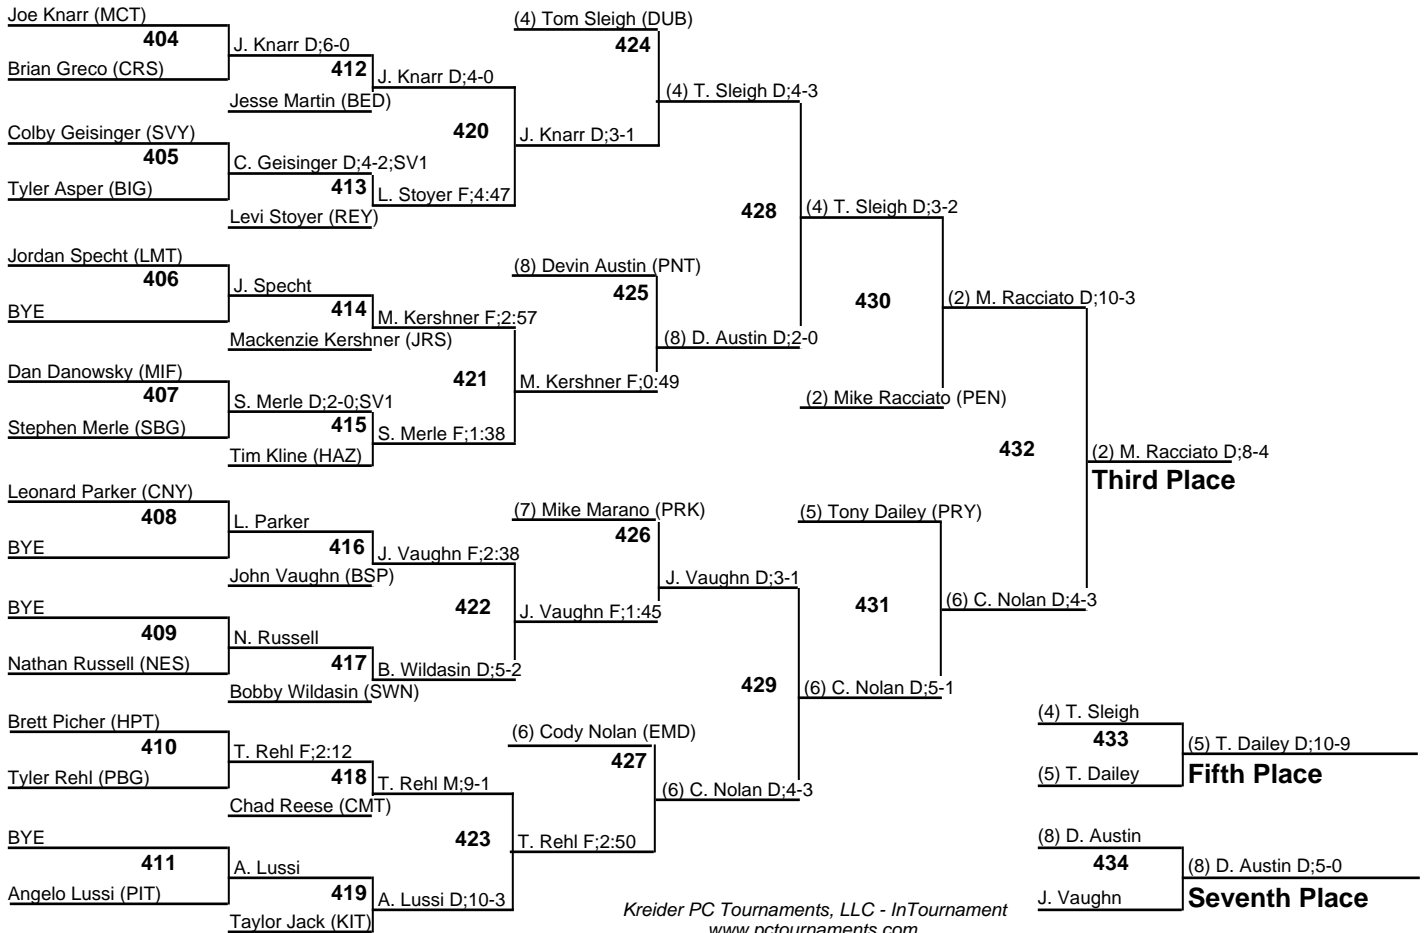 Joe Knarr (MCT)
404
Brian Greco (CRS)
J. Knarr D;6-0
412
Jesse Martin (BED)
J. Knarr D;4-0
Colby Geisinger (SVY)
405
Tyler Asper (BIG)
C. Geisinger D;4-2;SV1
413
Levi Stoyer (REY)
L. Stoyer F;4:47
420
J. Knarr D;3-1
(4) Tom Sleigh (DUB)
424
(4) T. Sleigh D;4-3
Jordan Specht (LMT)
406
BYE
J. Specht
414
Mackenzie Kershner (JRS)
M. Kershner F;2:57
Dan Danowsky (MIF)
407
Stephen Merle (SBG)
S. Merle D;2-0;SV1
415
Tim Kline (HAZ)
S. Merle F;1:38
421
M. Kershner F;0:49
(8) Devin Austin (PNT)
425
(8) D. Austin D;2-0
428
(4) T. Sleigh D;3-2
430
(2) Mike Racciato (PEN)
(2) M. Racciato D;10-3
Leonard Parker (CNY)
408
BYE
L. Parker
416
John Vaughn (BSP)
J. Vaughn F;2:38
BYE
409
Nathan Russell (NES)
N. Russell
417
Bobby Wildasin (SWN)
B. Wildasin D;5-2
422
J. Vaughn F;1:45
(7) Mike Marano (PRK)
426
J. Vaughn D;3-1
Brett Picher (HPT)
410
Tyler Rehl (PBG)
T. Rehl F;2:12
418
Chad Reese (CMT)
T. Rehl M;9-1
BYE
411
Angelo Lussi (PIT)
A. Lussi
419
Taylor Jack (KIT)
A. Lussi D;10-3
423
T. Rehl F;2:50
(6) Cody Nolan (EMD)
427
(6) C. Nolan D;4-3
429
(6) C. Nolan D;5-1
(5) Tony Dailey (PRY)
431
(6) C. Nolan D;4-3
432
(2) M. Racciato D;8-4
Third Place
(4) T. Sleigh
433
(5) T. Dailey
(5) T. Dailey D;10-9
Fifth Place
(8) D. Austin
434
J. Vaughn
(8) D. Austin D;5-0
Seventh Place
Kreider PC Tournaments, LLC - InTournament
www.pctournaments.com